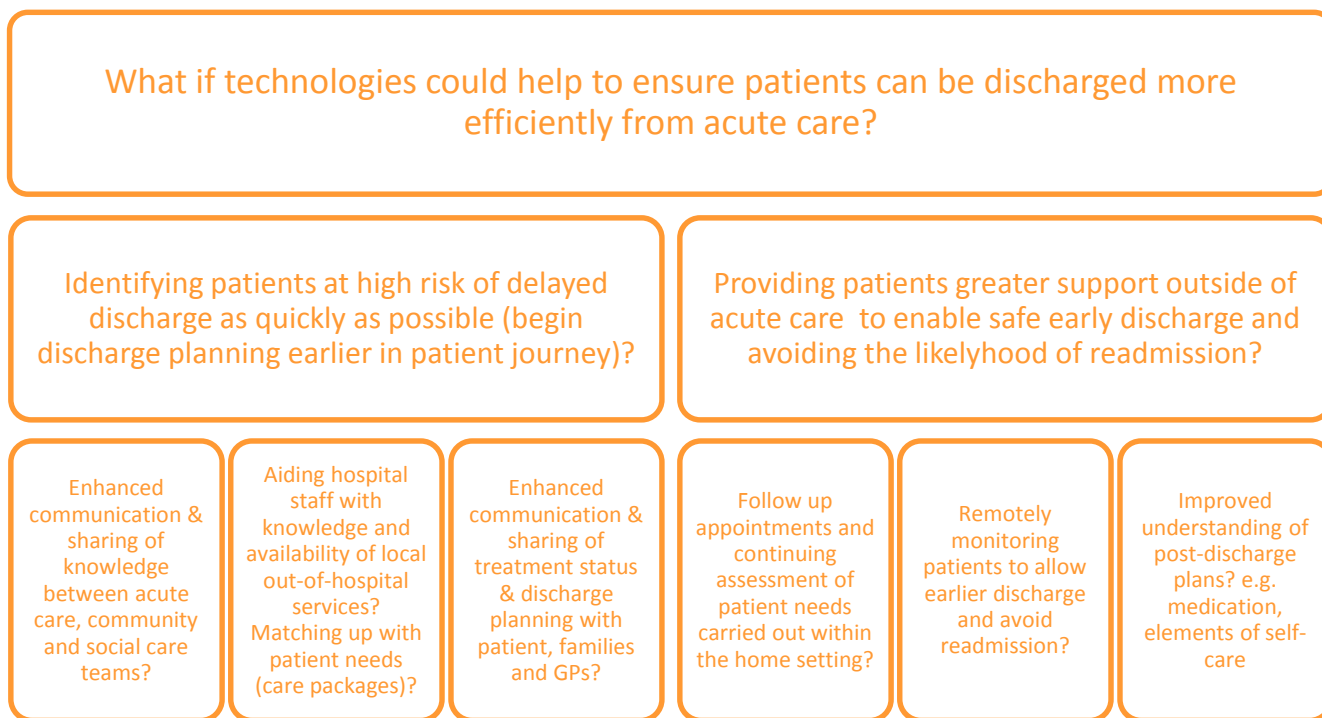 What if technologies could help to ensure patients can be discharged more
efficiently from acute care?
Identifying patients at high risk of delayed
discharge as quickly as possible (begin
discharge planning earlier in patient journey)?
Providing patients greater support outside of
acute care  to enable safe early discharge and
avoiding the likelyhood of readmission?
Enhanced
communication &
sharing of
knowledge
between acute
care, community
and social care
teams?
Aiding hospital
staff with
knowledge and
availability of local
out-of-hospital
services?
Matching up with
patient needs
(care packages)?
Enhanced
communication &
sharing of
treatment status
& discharge
planning with
patient, families
and GPs?
Follow up
appointments and
continuing
assessment of
patient needs
carried out within
the home setting?
Remotely
monitoring
patients to allow
earlier discharge
and avoid
readmission?
Improved
understanding of
post-discharge
plans? e.g.
medication,
elements of self-
care